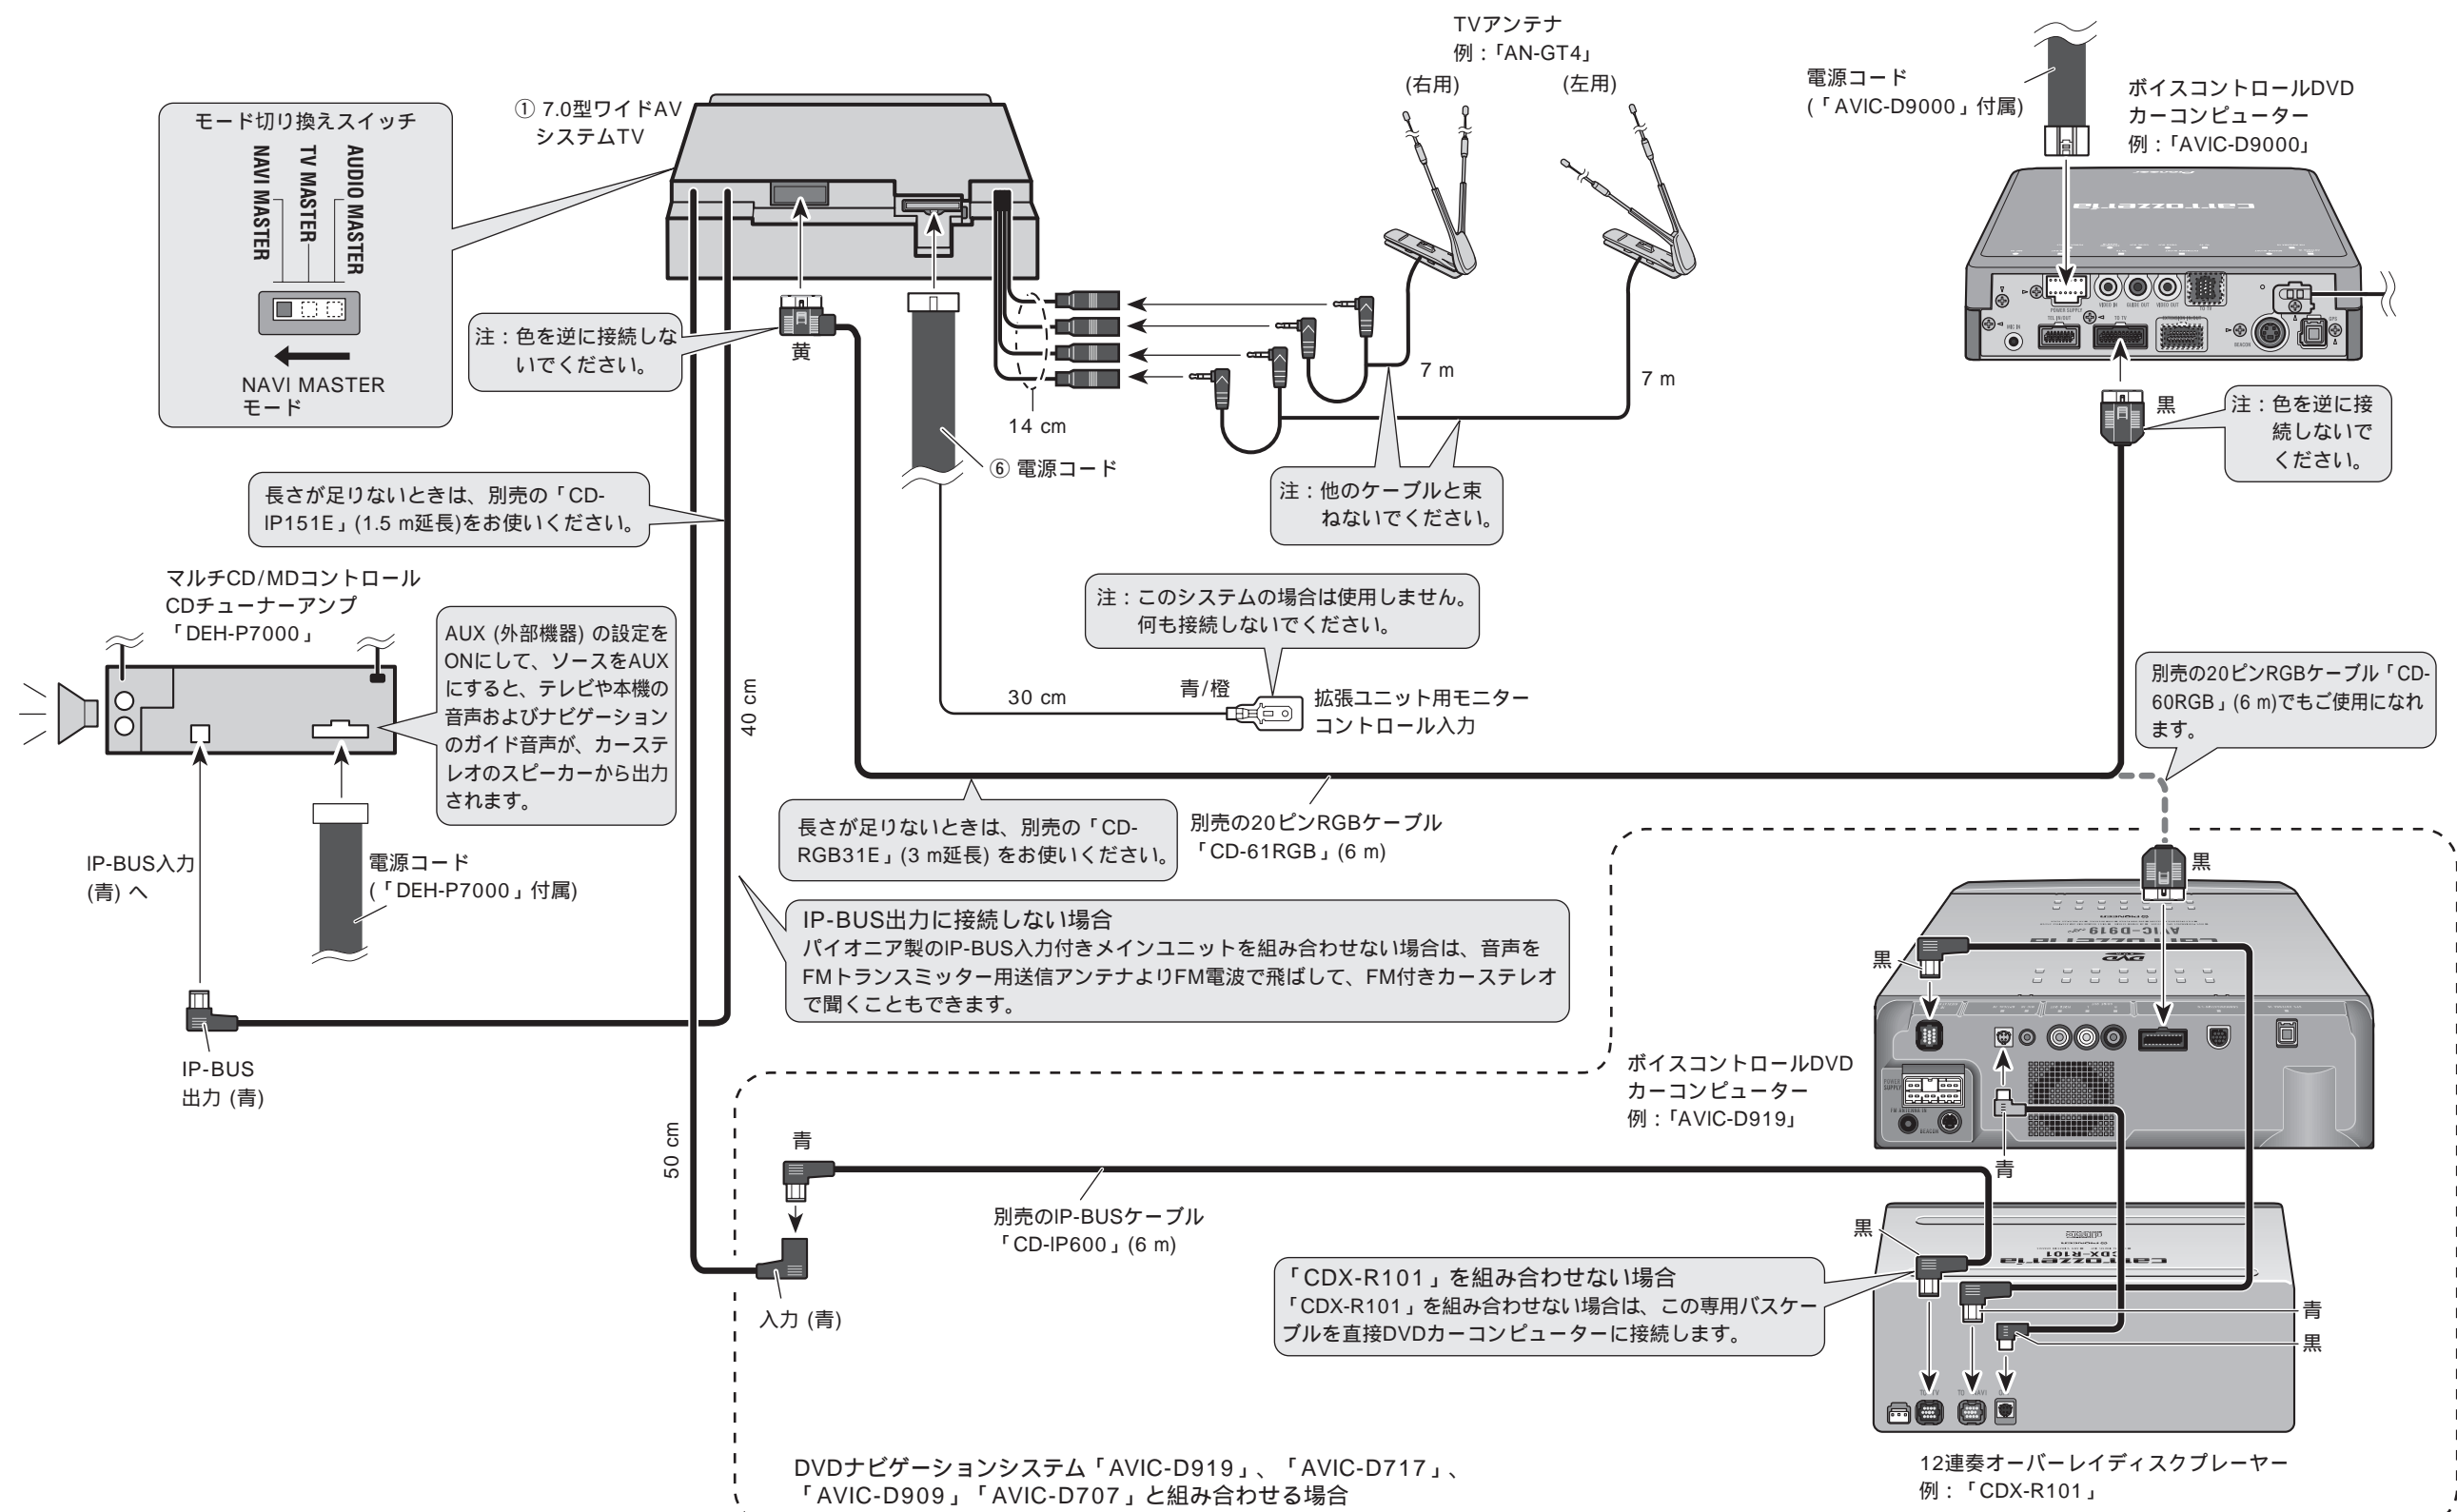 TVアンテナ
例：「AN-GT4」
(右用)
(左用)
電源コード
(「AVIC-D9000」付属)
ボイスコントロールDVD
カーコンピューター
例：「AVIC-D9000」
① 7.0型ワイドAV
システムTV
モード切り換えスイッチ
NAVI MASTER
TV MASTER
AUDIO MASTER
NAVI MASTER
モード
注：色を逆に接続しな
いでください。
黄
14 cm
7 m
7 m
⑥ 電源コード
注：他のケーブルと束
ねないでください。
carrozzeria
Pioneer
VIDEO IN
GUIDE OUT
VIDEO OUT
POWER SUPPLY
TEL IN/OUT
TO TV
EXTENSION IN/OUT
MIC IN
BEACON
GPS
黒
注：色を逆に接
続しないで
ください。
長さが足りないときは、別売の「CD-
IP151E」(1.5 m延長)をお使いください。
マルチCD/MDコントロール
CDチューナーアンプ
「DEH-P7000」
AUX (外部機器) の設定を
ONにして、ソースをAUX
にすると、テレビや本機の
音声およびナビゲーション
のガイド音声が、カーステ
レオのスピーカーから出力
されます。
40 cm
注：このシステムの場合は使用しません。
何も接続しないでください。
30 cm
青/橙
拡張ユニット用モニター
コントロール入力
別売の20ピンRGBケーブル「CD-
60RGB」(6 m)でもご使用になれ
ます。
長さが足りないときは、別売の「CD-
RGB31E」(3 m延長) をお使いください。
別売の20ピンRGBケーブル
「CD-61RGB」(6 m)
IP-BUS入力
(青) へ
電源コード
(「DEH-P7000」付属)
IP-BUS出力に接続しない場合
パイオニア製のIP-BUS入力付きメインユニットを組み合わせない場合は、音声を
FMトランスミッター用送信アンテナよりFM電波で飛ばして、FM付きカーステレオ
で聞くこともできます。
IP-BUS
出力 (青)
黒
黒
carrozzeria
AVIC-D919
DVD
POWER SUPPLY
FM ANTENNA IN
BEACON
ボイスコントロールDVD
カーコンピューター
例：「AVIC-D919」
青
50 cm
青
別売のIP-BUSケーブル
「CD-IP600」(6 m)
入力 (青)
黒
carrozzeria
CDX-R101
「CDX-R101」を組み合わせない場合
「CDX-R101」を組み合わせない場合は、この専用バスケー
ブルを直接DVDカーコンピューターに接続します。
青
黒
12連奏オーバーレイディスクプレーヤー
例：「CDX-R101」
DVDナビゲーションシステム「AVIC-D919」、「AVIC-D717」、
「AVIC-D909」「AVIC-D707」と組み合わせる場合